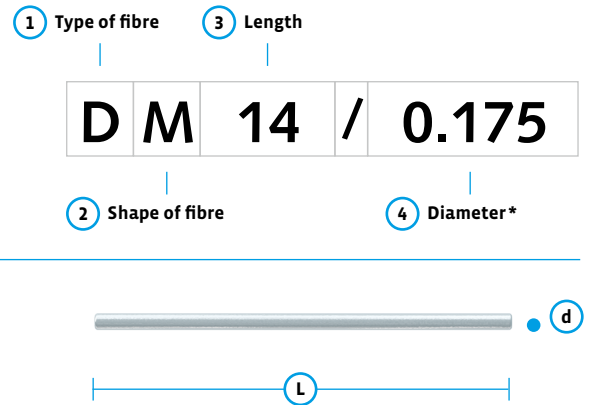 1 Type of fibre 3 Length
D M 14 / 0.175
2 Shape of fibre 4 Diameter*
d
L